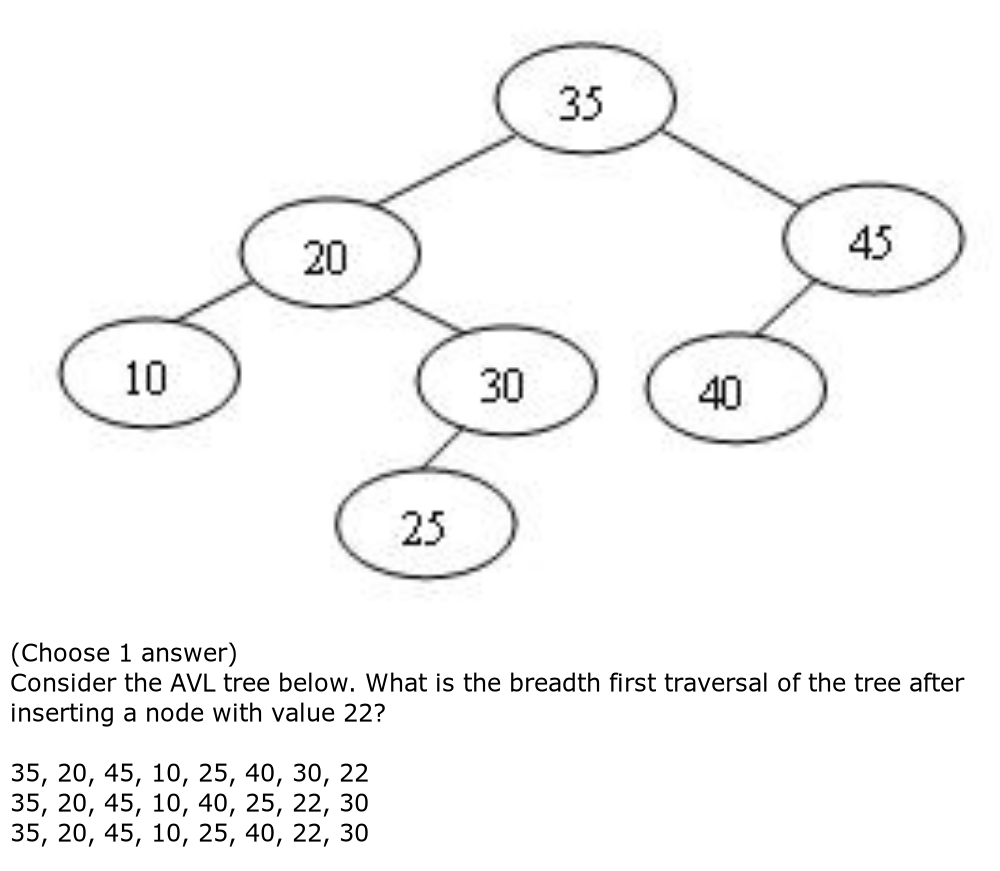 35
20
45
10
30
40
25
(Choose 1 answer)
Consider the AVL tree below. What is the breadth first traversal of the tree after
inserting a node with value 22?
35, 20, 45, 10, 25, 40, 30, 22
35, 20, 45, 10, 40, 25, 22, 30
35, 20, 45, 10, 25, 40, 22, 30